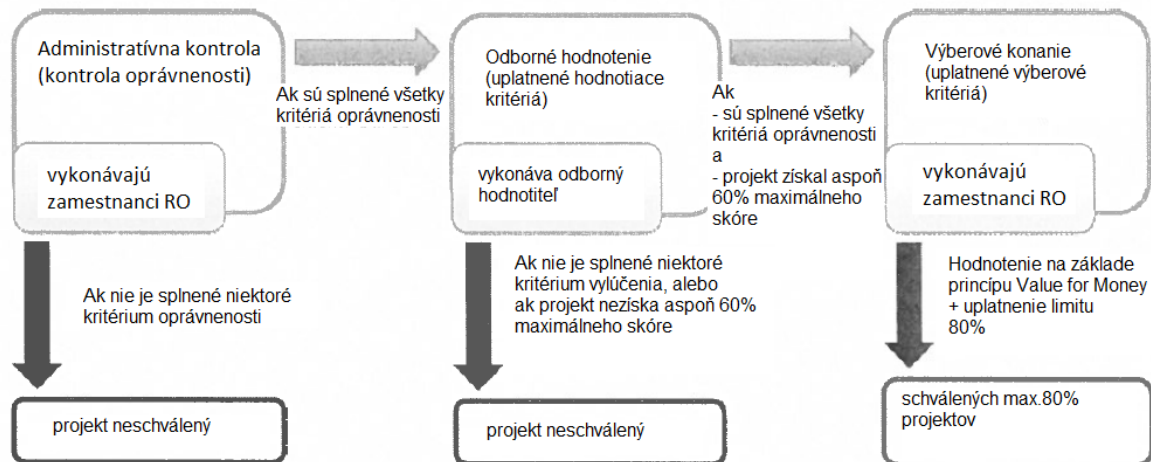 Administratívna kontrola
(kontrola oprávnenosti)
vykonávajú
zamestnanci RO
Ak sú splnené všetky
kritériá oprávnenosti
Odborné hodnotenie
(uplatnené hodnotiace
kritériá)
vykonáva odborný
hodnotiteľ
Ak
- sú splnené všetky
kritériá oprávnenosti
a
- projekt získal aspoň
60% maximálneho
skóre
Výberové konanie
(uplatnené výberové
kritériá)
vykonávajú
zamestnanci RO
Ak nie je splnené niektoré
kritérium oprávnenosti
Ak nie je splnené niektoré
kritérium vylúčenia, alebo
ak projekt nezíska aspoň 60%
maximálneho skóre
Hodnotenie na základe
princípu Value for Money
+ uplatnenie limitu
80%
projekt neschválený
projekt neschválený
schválených max.80%
projektov